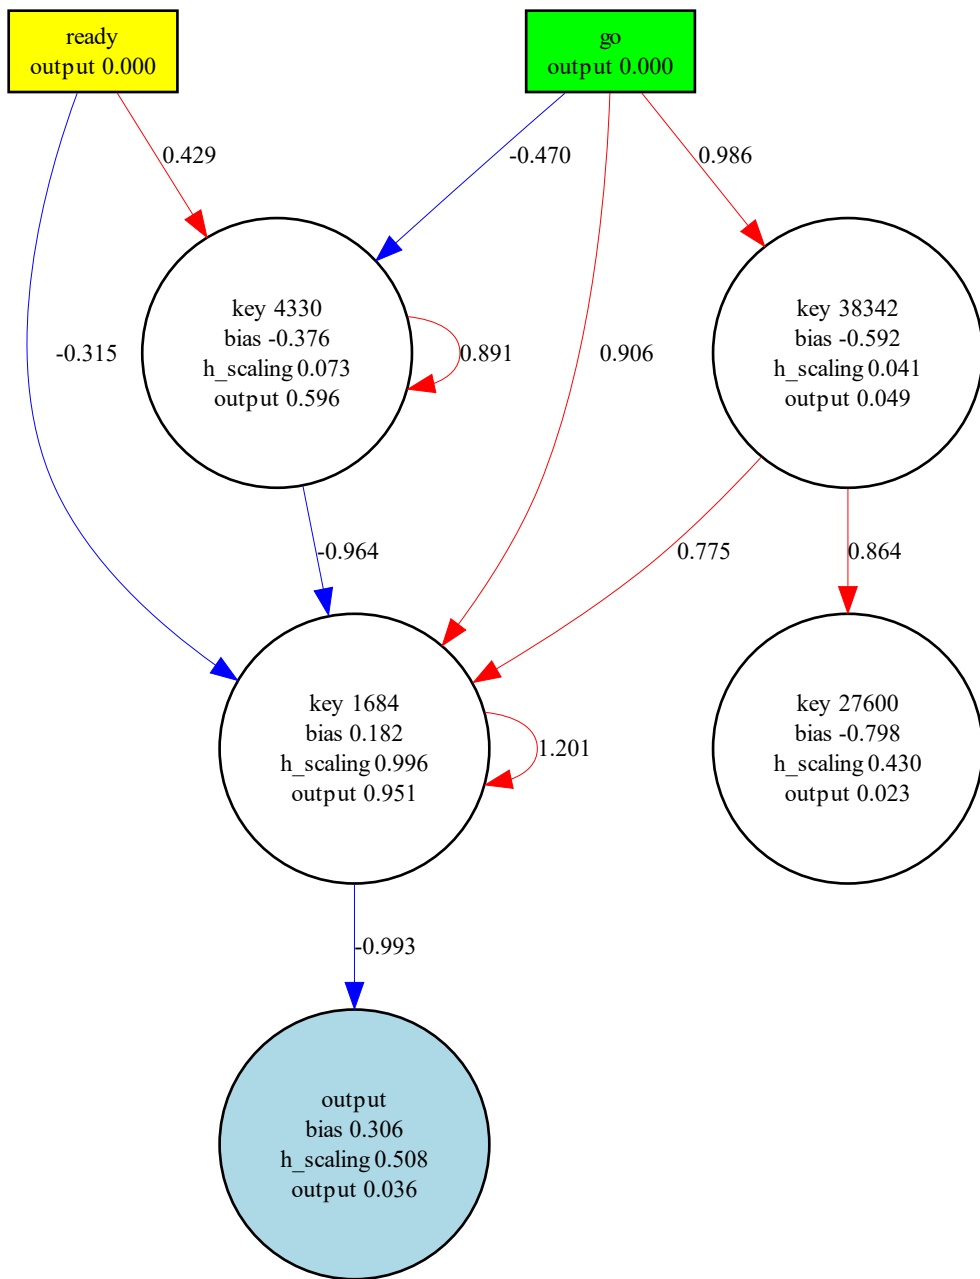 ready
output 0.000
go
output 0.000
0.429
-0.470
0.986
key 4330
bias -0.376
h_scaling 0.073
output 0.596
key 38342
bias -0.592
h_scaling 0.041
output 0.049
-0.315
0.891
0.906
-0.964
0.775
0.864
key 1684
bias 0.182
h_scaling 0.996
output 0.951
1.201
key 27600
bias -0.798
h_scaling 0.430
output 0.023
-0.993
output
bias 0.306
h_scaling 0.508
output 0.036